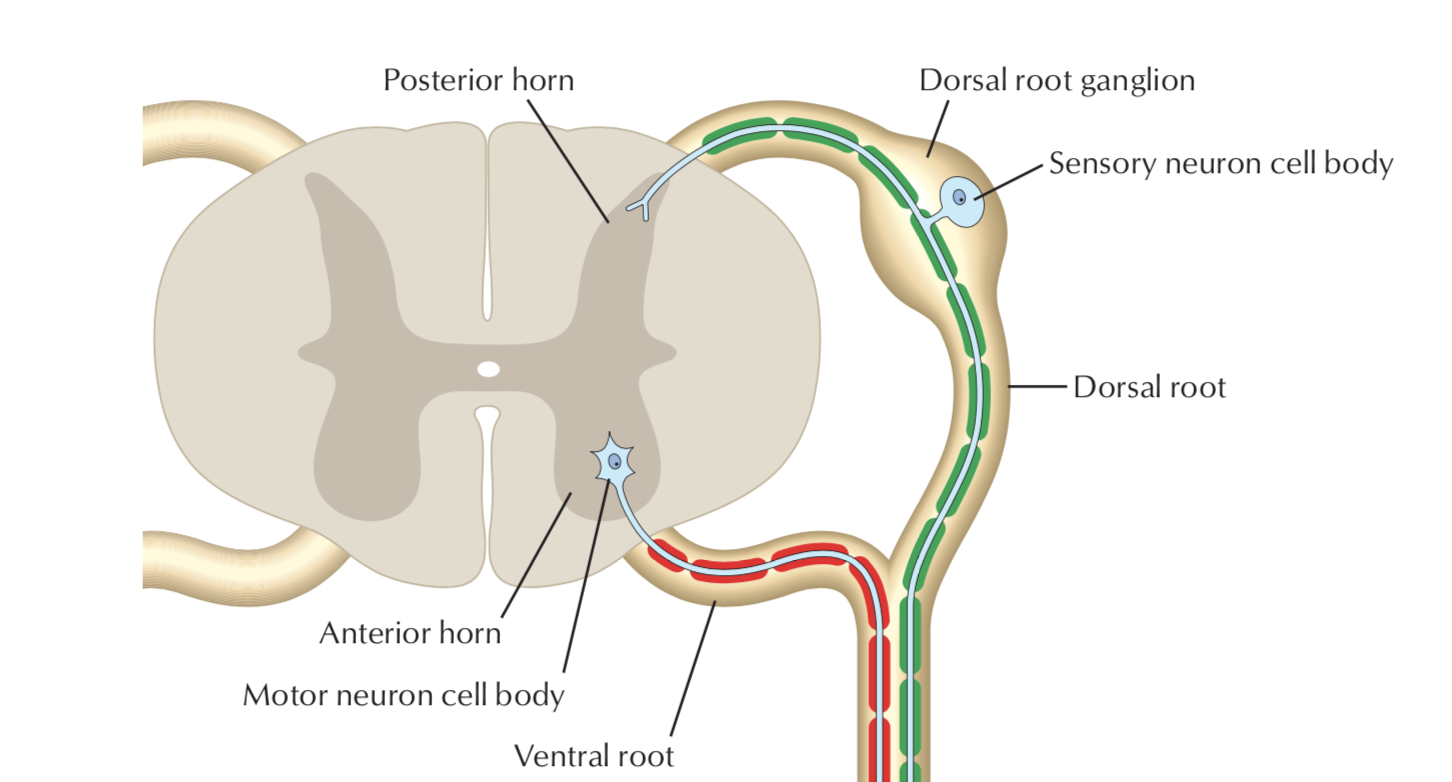 Posterior horn
Dorsal root ganglion
Sensory neuron cell body
Dorsal root
Anterior horn
Motor neuron cell body
Ventral root